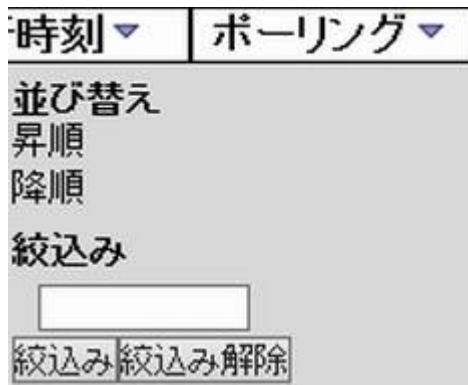 時刻 ポーリング
並び替え
昇順
降順
絞込み
絞込み 絞込み解除